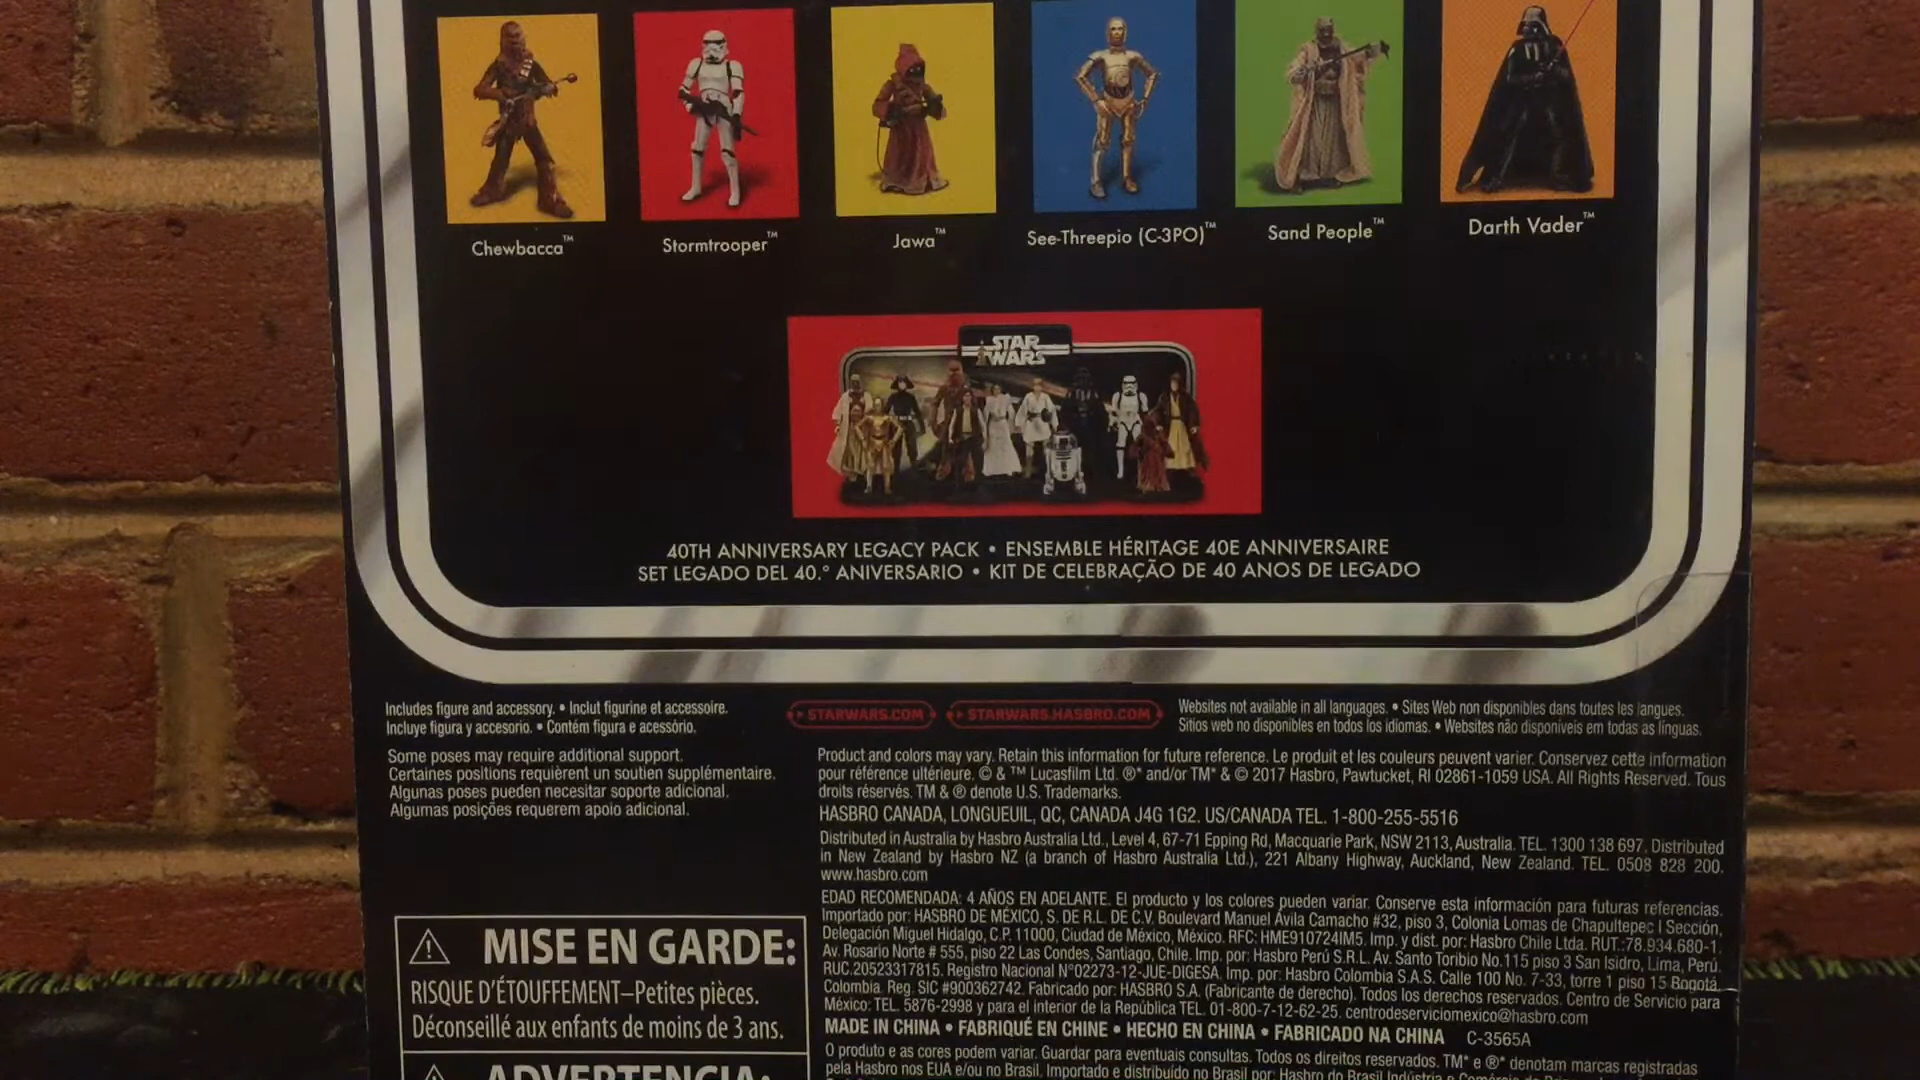 Chewbacca™
Stormtrooper™
Jawa™
See-Threepio (C-3PO)™
Sand People™
Darth Vader™
STAR
WARS
40TH ANNIVERSARY LEGACY PACK • ENSEMBLE HÉRITAGE 40E ANNIVERSAIRE
SET LEGADO DEL 40.° ANIVERSARIO • KIT DE CELEBRAÇÃO DE 40 ANOS DE LEGADO
Includes figure and accessory. • Inclut figurine et accessoire.
Incluye figura y accesorio. • Contém figura e acessório.
STARWARS.COM
STARWARS.HASBRO.COM
Websites not available in all languages. • Sites Web non disponibles dans toutes les langues.
Sitios web no disponibles en todos los idiomas. • Websites não disponíveis em todas as línguas.
Some poses may require additional support.
Certaines positions requièrent un soutien supplémentaire.
Algunas poses pueden necesitar soporte adicional.
Algumas posições requerem apoio adicional.
Product and colors may vary. Retain this information for future reference. Le produit et les couleurs peuvent varier. Conservez cette information
pour référence ultérieure. © & ™ Lucasfilm Ltd. ®* and/or TM* & © 2017 Hasbro, Pawtucket, RI 02861-1059 USA. All Rights Reserved. Tous
droits réservés. TM & ® denote U.S. Trademarks.
HASBRO CANADA, LONGUEUIL, QC, CANADA J4G 1G2. US/CANADA TEL. 1-800-255-5516
Distributed in Australia by Hasbro Australia Ltd., Level 4, 67-71 Epping Rd, Macquarie Park, NSW 2113, Australia. TEL. 1300 138 697. Distributed
in New Zealand by Hasbro NZ (a branch of Hasbro Australia Ltd.), 221 Albany Highway, Auckland, New Zealand. TEL. 0508 828 200.
www.hasbro.com
EDAD RECOMENDADA: 4 AÑOS EN ADELANTE. El producto y los colores pueden variar. Conserve esta información para futuras referencias.
Importado por: HASBRO DE MÉXICO, S. DE R.L. DE C.V. Boulevard Manuel Ávila Camacho #32, piso 3, Colonia Lomas de Chapultepec I Sección,
Delegación Miguel Hidalgo, C.P. 11000, Ciudad de México, México. RFC: HME910724IM5. Imp. y dist. por: Hasbro Chile Ltda. RUT.:78.934.680-1.
Av. Rosario Norte # 555, piso 22 Las Condes, Santiago, Chile. Imp. por: Hasbro Perú S.R.L. Av. Santo Toribio No.115 piso 3 San Isidro, Lima, Perú.
RUC.20523317815. Registro Nacional N°02273-12-JUE-DIGESA. Imp. por: Hasbro Colombia S.A.S. Calle 100 No. 7-33, torre 1 piso 15 Bogotá,
Colombia. Reg. SIC #900362742. Fabricado por: HASBRO S.A. (Fabricante de derecho). Todos los derechos reservados. Centro de Servicio para
México: TEL. 5876-2998 y para el interior de la República TEL. 01-800-7-12-62-25. centrodeserviciomexico@hasbro.com
MADE IN CHINA • FABRIQUÉ EN CHINE • HECHO EN CHINA • FABRICADO NA CHINA C-3565A
O produto e as cores podem variar. Guardar para eventuais consultas. Todos os direitos reservados. TM* e ®* denotam marcas registradas
pela Hasbro nos EUA e/ou no Brasil. Importado e distribuído no Brasil por: Hasbro do Brasil Indústria e
MISE EN GARDE:
RISQUE D'ÉTOUFFEMENT–Petites pièces.
Déconseillé aux enfants de moins de 3 ans.
ADVERTENCIA: